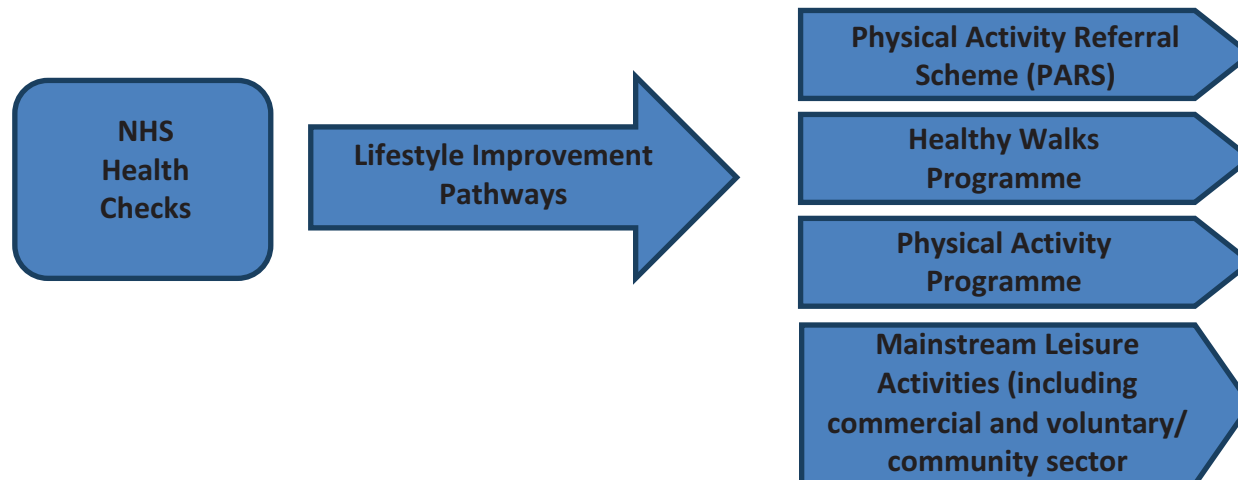 NHS
Health
Checks
Lifestyle Improvement
Pathways
Physical Activity Referral
Scheme (PARS)
Healthy Walks
Programme
Physical Activity
Programme
Mainstream Leisure
Activities (including
commercial and voluntary/
community sector